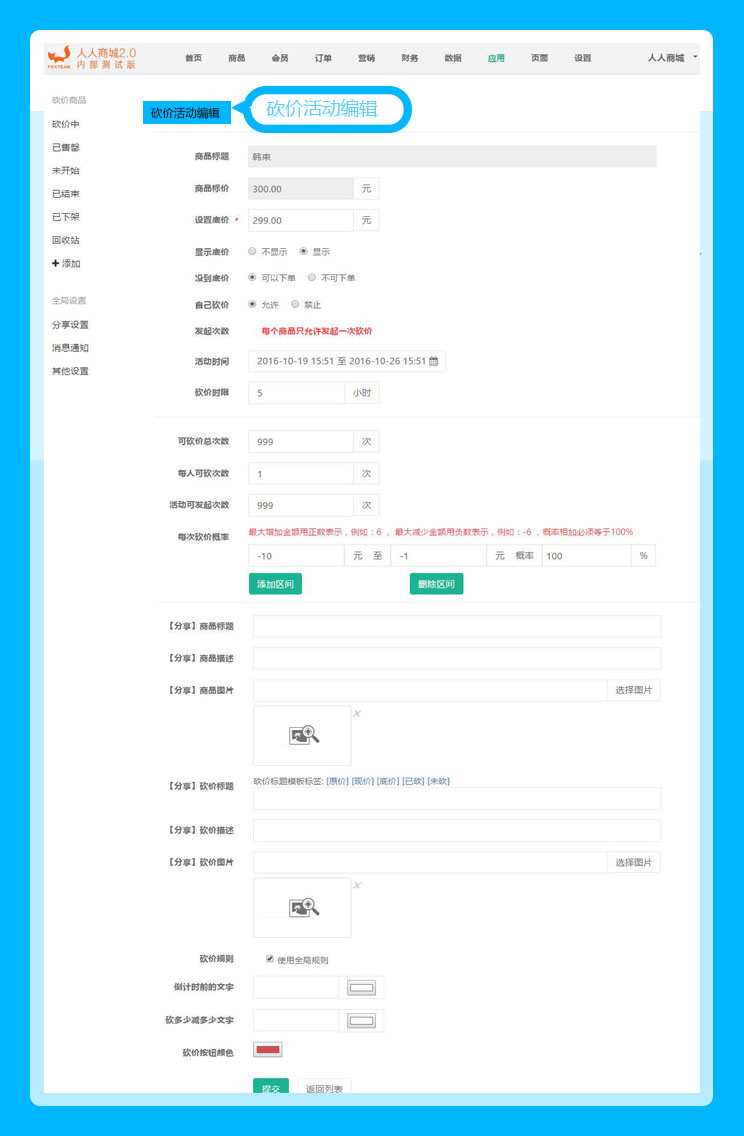 人人商城2.0
内部测试版
FOXTEAM
首页 商品 会员 订单 营销 财务 数据 应用 页面 设置 人人商城
砍价商品
砍价中
已售罄
未开始
已结束
已下架
回收站
+ 添加
全局设置
分享设置
消息通知
其他设置
砍价活动编辑
砍价活动编辑
商品标题 韩束
商品标价 300.00 元
设置底价 * 299.00 元
显示底价 不显示 显示
没到底价 可以下单 不可下单
自己砍价 允许 禁止
发起次数 每个商品只允许发起一次砍价
活动时间 2016-10-19 15:51 至 2016-10-26 15:51
砍价时限 5 小时
可砍价总次数 999 次
每人可砍次数 1 次
活动可发起次数 999 次
每次砍价概率 最大增加金额用正数表示，例如：6 ，最大减少金额用负数表示，例如：-6 ，概率相加必须等于100%
-10 元 至 -1 元 概率 100 %
添加区间 删除区间
【分享】商品标题
【分享】商品描述
【分享】商品图片 选择图片
×
【分享】砍价标题 砍价标题模板标签: [原价] [现价] [底价] [已砍] [未砍]
【分享】砍价描述
【分享】砍价图片 选择图片
×
砍价规则 使用全局规则
倒计时前的文字
砍多少减多少文字
砍价按钮颜色
提交 返回列表